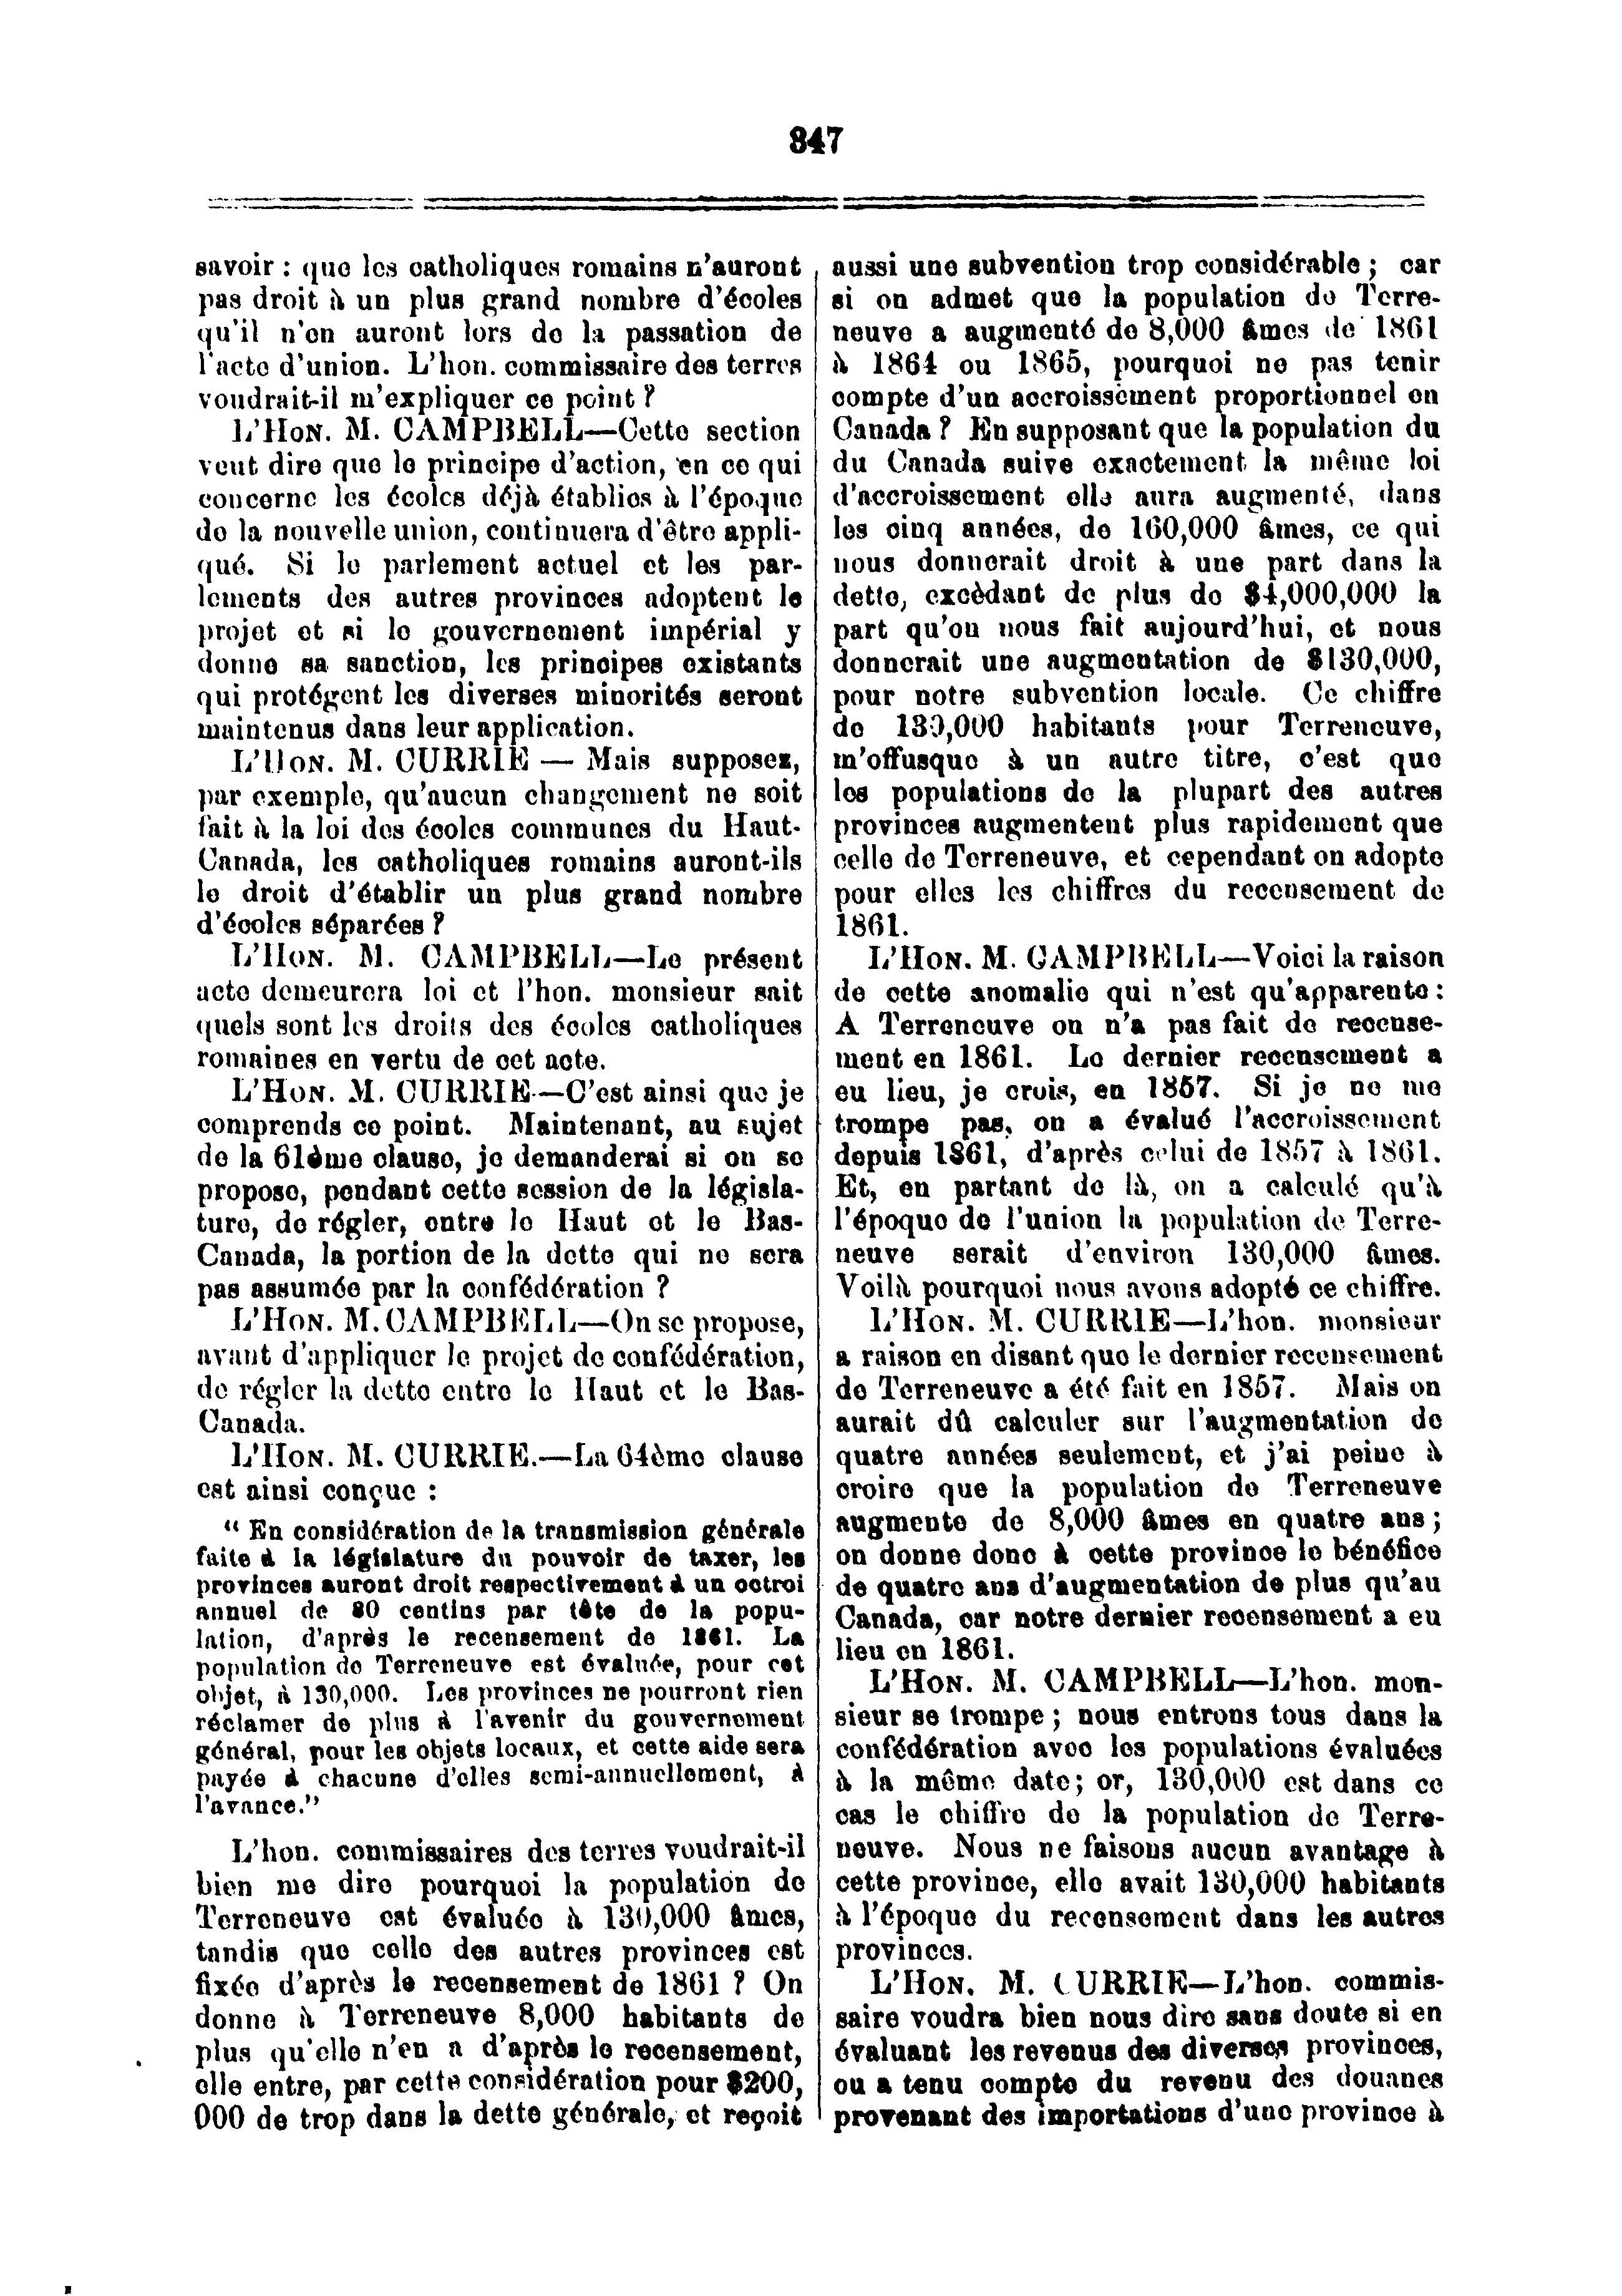 347
savoir : que les catholiques romains n'auront
pas droit à un plus grand nombre d'écoles
qu'il n'en auront lors de la passation de
l'acte d'union. L'hon. commissaire des terres
voudrait-il m'expliquer ce point ?
L'HON. M. CAMPBELL—Cette section
veut dire que le principe d'action, en ce qui
concerne les écoles déjà établies à l'époque
de la nouvelle union, continuera d'être appli-
qué. Si le parlement actuel et les par-
lements des autres provinces adoptent le
projet et si le gouvernement impérial y
donne sa sanction, les principes existants
qui protégent les diverses minorités seront
maintenus dans leur application.
L'HON. M. CURRIE — Mais supposez,
par exemple, qu'aucun changement ne soit
fait à la loi des écoles communes du Haut-
Canada, les catholiques romains auront-ils
le droit d'établir un plus grand nombre
d'écoles séparées ?
L'HON. M. CAMPBELL—Le présent
acte demeurera loi et l'hon. monsieur sait
quels sont les droits des écoles catholiques
romaines en vertu de cet acte.
L'HON. M. CURRIE—C'est ainsi que je
comprends ce point. Maintenant, au sujet
de la 61ème clause, je demanderai si on se
propose, pendant cette session de la législa-
ture, de régler, entre le Haut et le Bas-
Canada, la portion de la dette qui ne sera
pas assumée par la confédération ?
L'HON. M. CAMPBELL—On se propose,
avant d'appliquer le projet de confédération,
de régler la dette entre le Haut et le Bas-
Canada.
L'HON. M. CURRIE.—La 64ème clause
est ainsi conçue :
“ En considération de la transmission générale
faite à la législature du pouvoir de taxer, les
provinces auront droit respectivement à un octroi
annuel de 80 centins par tête de la popu-
lation, d'après le recensement de 1861. La
population de Terreneuve est évaluée, pour cet
objet, à 130,000. Les provinces ne pourront rien
réclamer de plus à l'avenir du gouvernement
général, pour les objets locaux, et cette aide sera
payée à chacune d'elles semi-annuellement, à
l'avance.”
L'hon. commissaires des terres voudrait-il
bien me dire pourquoi la population de
Terreneuve est évaluée à 130,000 âmes,
tandis que celle des autres provinces est
fixée d'après le recensement de 1861 ? On
donne à Terreneuve 8,000 habitants de
plus qu'elle n'en a d'après le recensement,
elle entre, par cette considération pour $200,
000 de trop dans la dette générale, et reçoit
aussi une subvention trop considérable ; car
si on admet que la population de Terre-
neuve a augmenté de 8,000 âmes de 1861
à 1864 ou 1865, pourquoi ne pas tenir
compte d'un accroissement proportionnel en
Canada ? En supposant que la population du
du Canada suive exactement la même loi
d'accroissement elle aura augmenté, dans
les cinq années, de 160,000 âmes, ce qui
nous donnerait droit à une part dans la
dette, excèdant de plus de $4,000,000 la
part qu'on nous fait aujourd'hui, et nous
donnerait une augmentation de $130,000,
pour notre subvention locale. Ce chiffre
de 130,000 habitants pour Terreneuve,
m'offusque à un autre titre, c'est que
les populations de la plupart des autres
provinces augmentent plus rapidement que
celle de Terreneuve, et cependant on adopte
pour elles les chiffres du recensement de
1861.
L'HON. M. CAMPBELL—Voici la raison
de cette anomalie qui n'est qu'apparente :
A Terreneuve on n'a pas fait de recense-
ment en 1861. Le dernier recensement a
eu lieu, je crois, en 1857. Si je ne me
trompe pas, on a évalué l'accroissement
depuis 1861, d'après celui de 1857 à 1861.
Et, en partant de là, on a calculé qu'à
l'époque de l'union la population de Terre-
neuve serait d'environ 130,000 âmes.
Voilà pourquoi nous avons adopté ce chiffre.
L'HON. M. CURRIE—L'hon. monsieur
a raison en disant que le dernier recensement
de Terreneuve a été fait en 1857. Mais on
aurait dû calculer sur l'augmentation de
quatre années seulement, et j'ai peine à
croire que la population de Terreneuve
augmente de 8,000 âmes en quatre ans ;
on donne donc à cette province le bénéfice
de quatre ans d'augmentation de plus qu'au
Canada, car notre dernier recensement a eu
lieu en 1861.
L'HON. M. CAMPBELL—L'hon. mon-
sieur se trompe ; nous entrons tous dans la
confédération avec les populations évaluées
à la même date; or, 130,000 est dans ce
cas le chiffre de la population de Terre-
neuve. Nous ne faisons aucun avantage à
cette province, elle avait 130,000 habitants
à l'époque du recensement dans les autres
provinces.
L'HON. M. CURRIE—L'hon. commis-
saire voudra bien nous dire sans doute si en
évaluant les revenus des diverses provinces,
ou a tenu compte du revenu des douanes
provenant des importations d'une province à